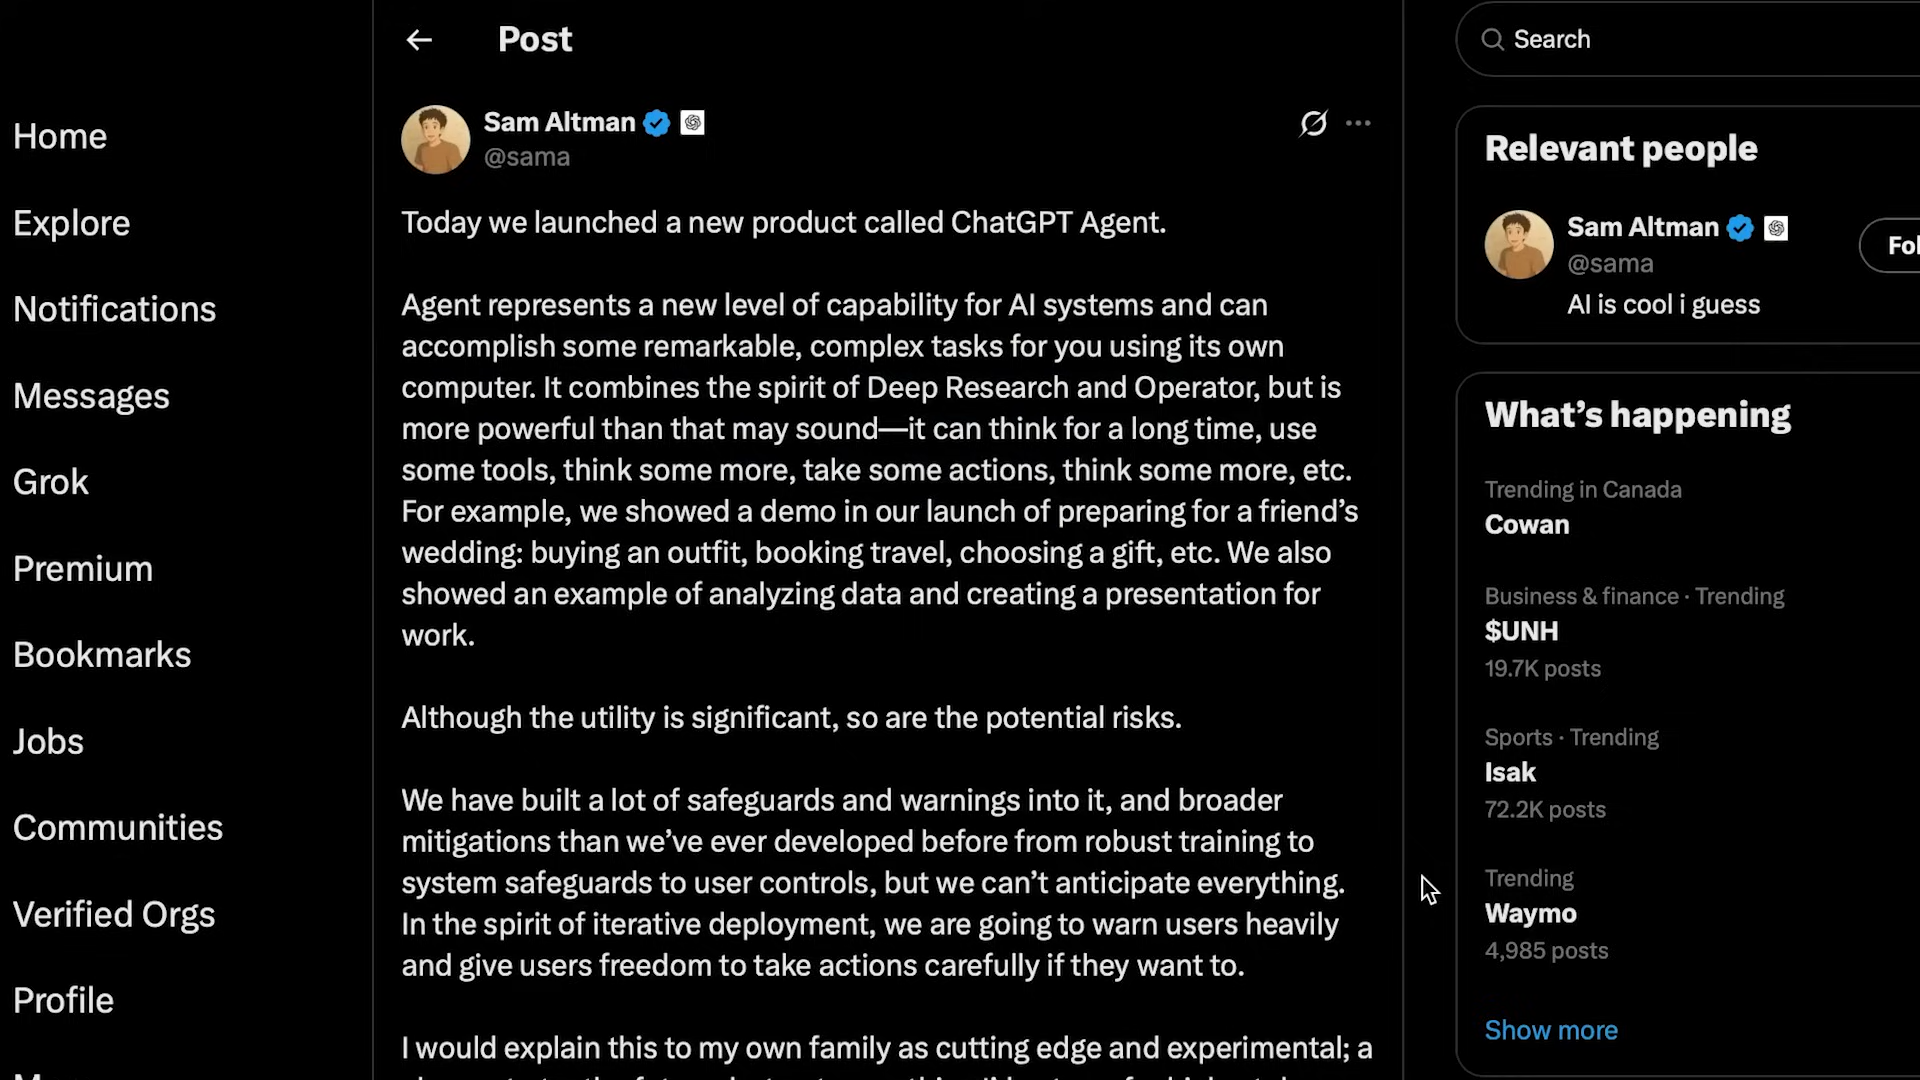 Home
Explore
Notifications
Messages
Grok
Premium
Bookmarks
Jobs
Communities
Verified Orgs
Profile
Post
Sam Altman
@sama
Today we launched a new product called ChatGPT Agent.
Agent represents a new level of capability for AI systems and can
accomplish some remarkable, complex tasks for you using its own
computer. It combines the spirit of Deep Research and Operator, but is
more powerful than that may sound—it can think for a long time, use
some tools, think some more, take some actions, think some more, etc.
For example, we showed a demo in our launch of preparing for a friend’s
wedding: buying an outfit, booking travel, choosing a gift, etc. We also
showed an example of analyzing data and creating a presentation for
work.
Although the utility is significant, so are the potential risks.
We have built a lot of safeguards and warnings into it, and broader
mitigations than we’ve ever developed before from robust training to
system safeguards to user controls, but we can’t anticipate everything.
In the spirit of iterative deployment, we are going to warn users heavily
and give users freedom to take actions carefully if they want to.
I would explain this to my own family as cutting edge and experimental; a
Search
Relevant people
Sam Altman
@sama
Fol
AI is cool i guess
What’s happening
Trending in Canada
Cowan
Business & finance · Trending
$UNH
19.7K posts
Sports · Trending
Isak
72.2K posts
Trending
Waymo
4,985 posts
Show more